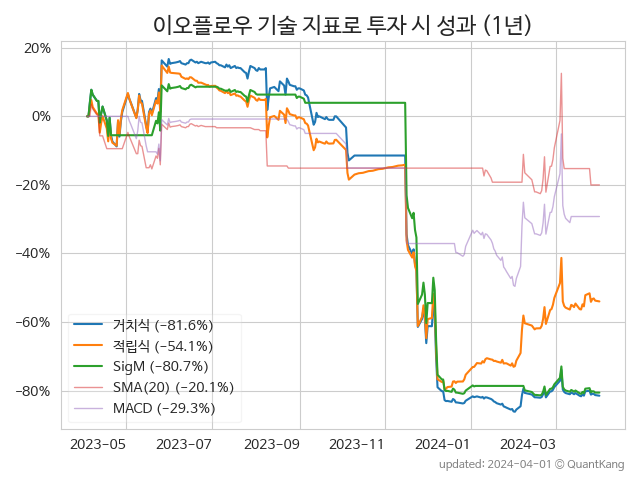 이오플로우 기술 지표로 투자 시 성과 (1년)
20%
0%
−20%
−40%
−60%
−80%
거치식 (−81.6%)
적립식 (−54.1%)
SigM (−80.7%)
SMA(20) (−20.1%)
MACD (−29.3%)
2023-05 2023-07 2023-09 2023-11 2024-01 2024-03
updated: 2024-04-01 © QuantKang